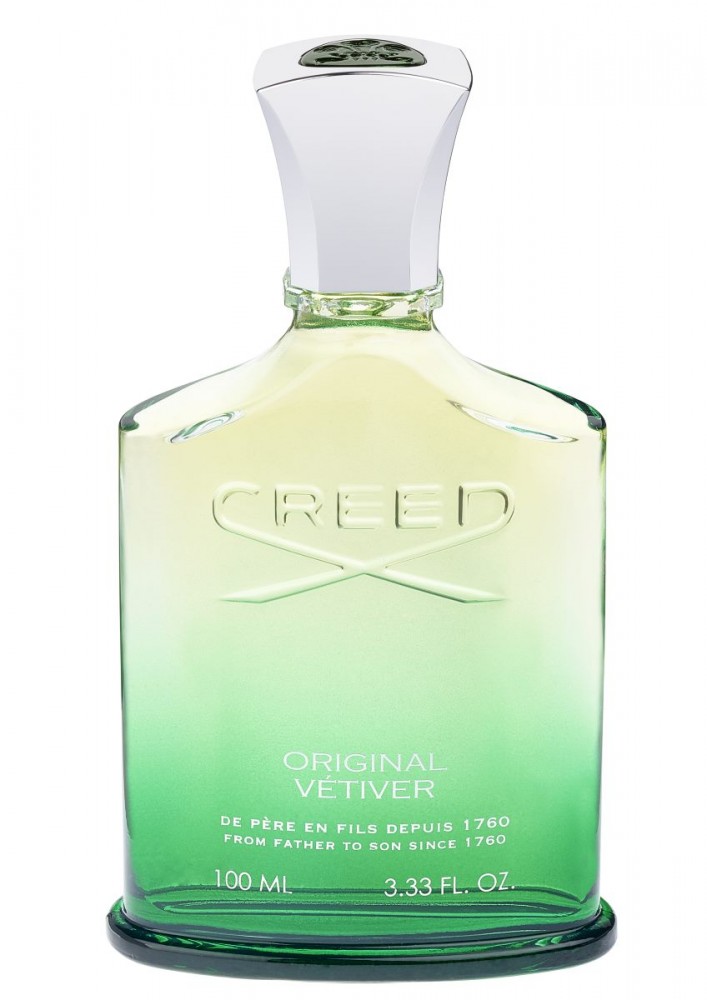 CREED
ORIGINAL
VÉTIVER
DE PÈRE EN FILS DEPUIS 1760
FROM FATHER TO SON SINCE 1760
100 ML 3.33 FL. OZ.